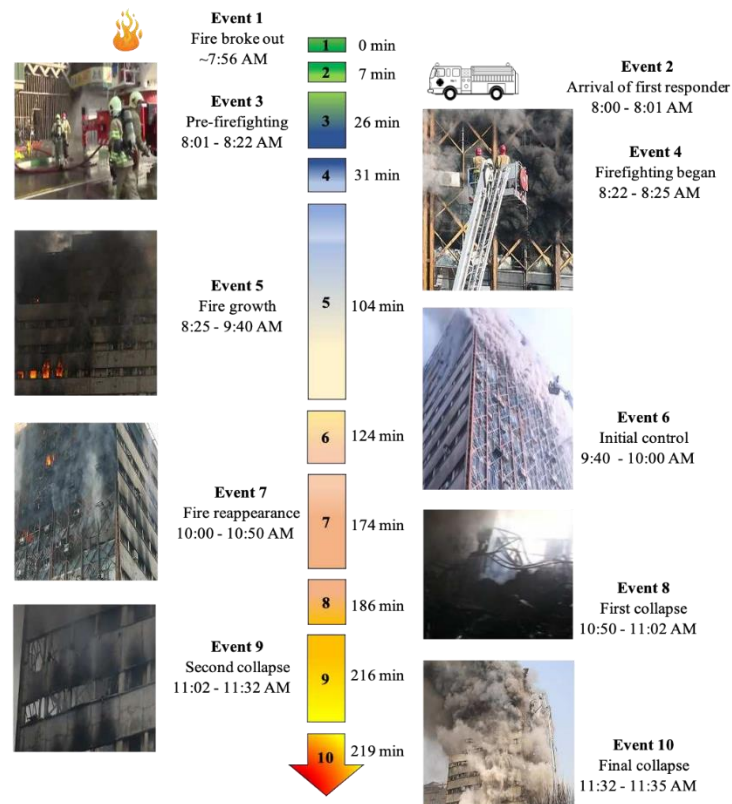 Event 1
Fire broke out
~7:56 AM
1
0 min
2
7 min
Event 2
Arrival of first responder
8:00 - 8:01 AM
Event 3
Pre-firefighting
8:01 - 8:22 AM
3
26 min
Event 4
Firefighting began
8:22 - 8:25 AM
4
31 min
Event 5
Fire growth
8:25 - 9:40 AM
5
104 min
Event 6
Initial control
9:40 - 10:00 AM
6
124 min
Event 7
Fire reappearance
10:00 - 10:50 AM
7
174 min
Event 8
First collapse
10:50 - 11:02 AM
8
186 min
Event 9
Second collapse
11:02 - 11:32 AM
9
216 min
Event 10
Final collapse
11:32 - 11:35 AM
10
219 min